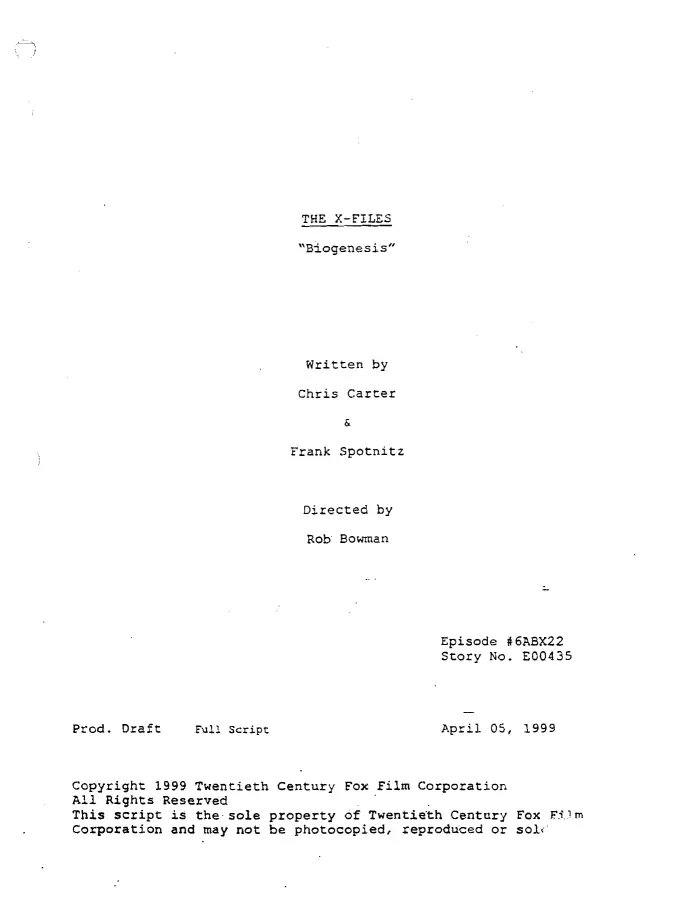 THE X-FILES
"Biogenesis"
Written by
Chris Carter
&
Frank Spotnitz
Directed by
Rob Bowman
Episode #6ABX22
Story No. E00435
Prod. Draft Full Script April 05, 1999
Copyright 1999 Twentieth Century Fox Film Corporation
All Rights Reserved
This script is the sole property of Twentieth Century Fox Film
Corporation and may not be photocopied, reproduced or